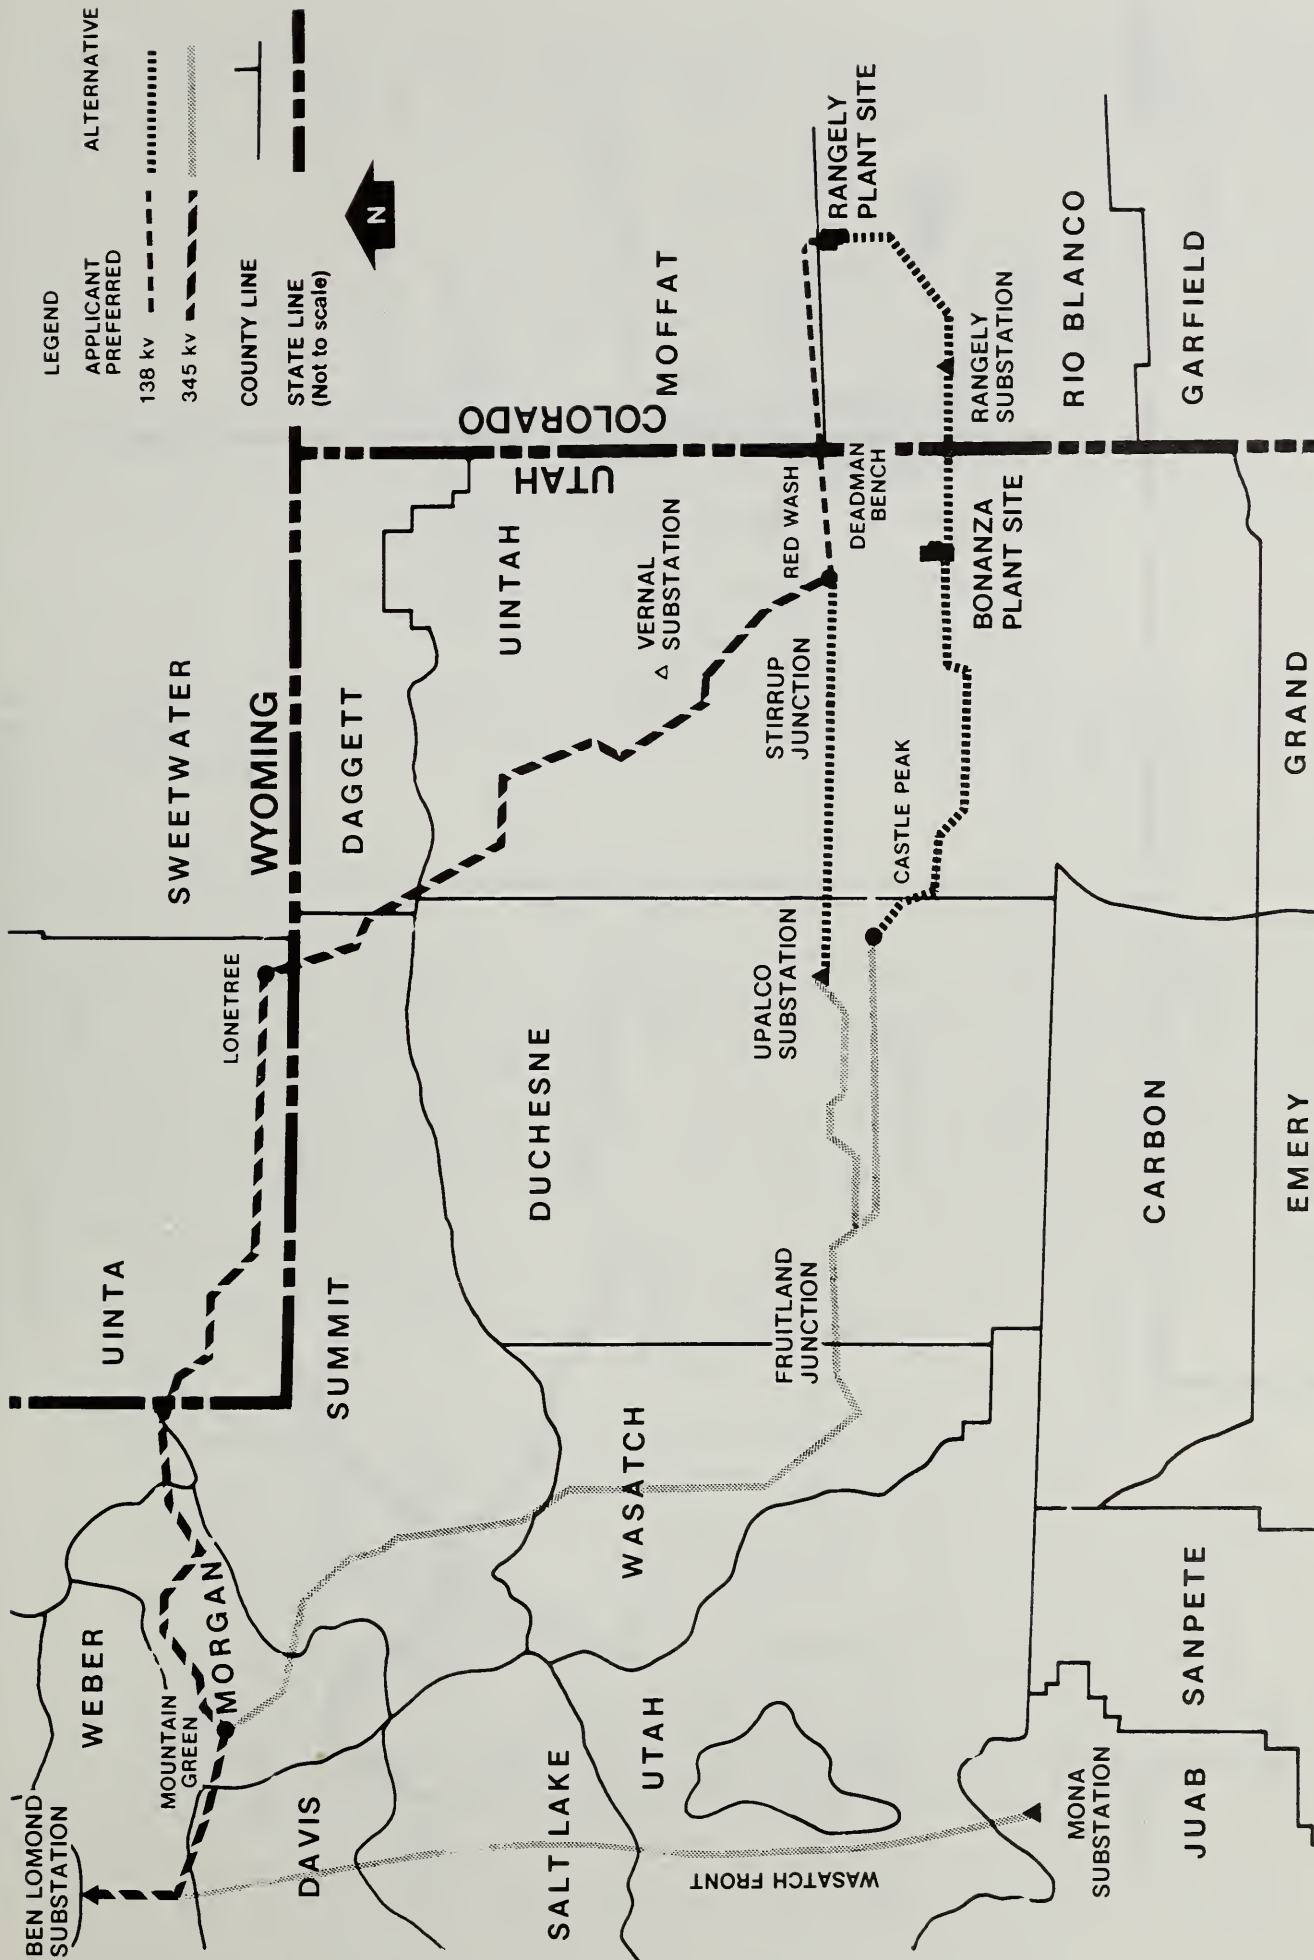 LEGEND
APPLICANT
PREFERRED
ALTERNATIVE
138 kv
345 kv
COUNTY LINE
STATE LINE
(Not to scale)
N
SWEETWATER
WYOMING
UINTA
LONETREE
SUMMIT
DAGGETT
UINTAH
UTAH
COLORADO
MOFFAT
VERNAL
SUBSTATION
RED WASH
DEADMAN
BENCH
STIRRUP
JUNCTION
RANGELY
PLANT SITE
RANGELY
SUBSTATION
BONANZA
PLANT SITE
CASTLE PEAK
RIO BLANCO
GARFIELD
GRAND
UPALCO
SUBSTATION
DUCHESNE
FRUITLAND
JUNCTION
CARBON
EMERY
WASATCH
BEN LOMOND
SUBSTATION
WEBER
MOUNTAIN
GREEN
MORGAN
DAVIS
SALT LAKE
UTAH
WASATCH FRONT
MONA
SUBSTATION
JUAB
SANPETE